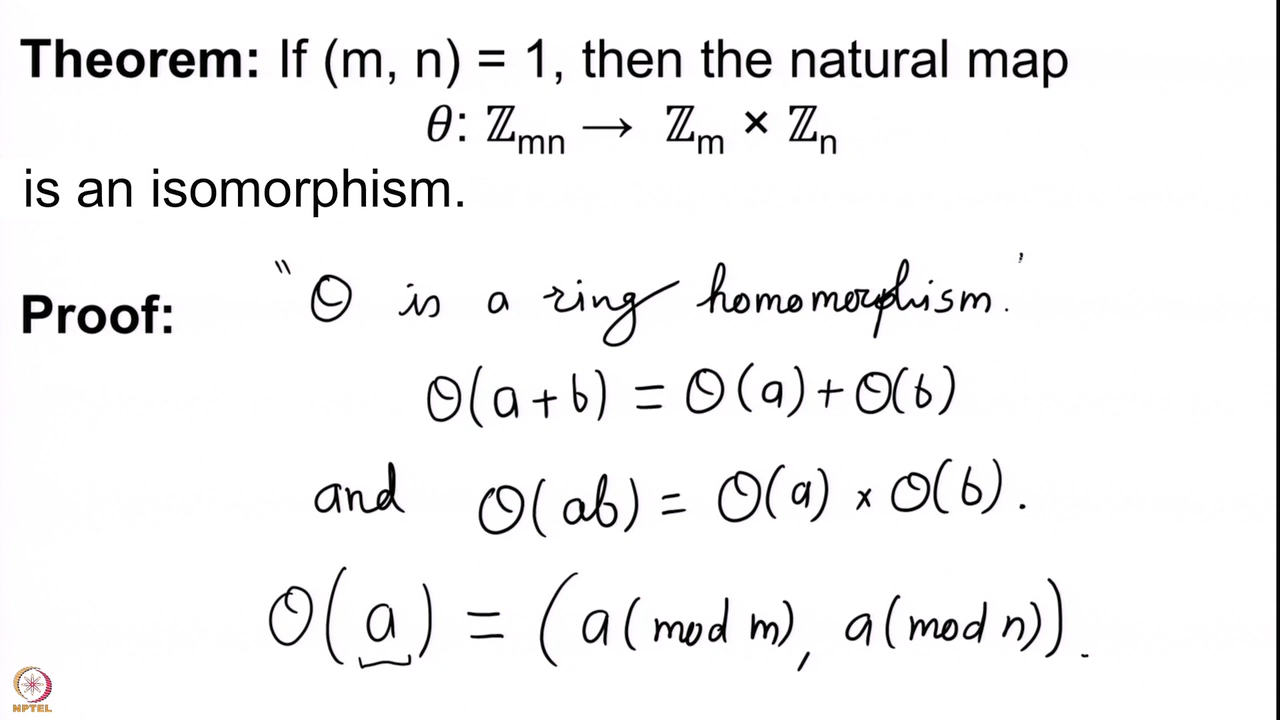 Theorem: If (m, n) = 1, then the natural map
θ: ℤmn → ℤm × ℤn
is an isomorphism.
Proof: "θ is a ring homomorphism.'
θ(a + b) = θ(a) + θ(b)
and θ(ab) = θ(a) × θ(b).
θ(a) = (a(mod m), a(mod n)).
NPTEL